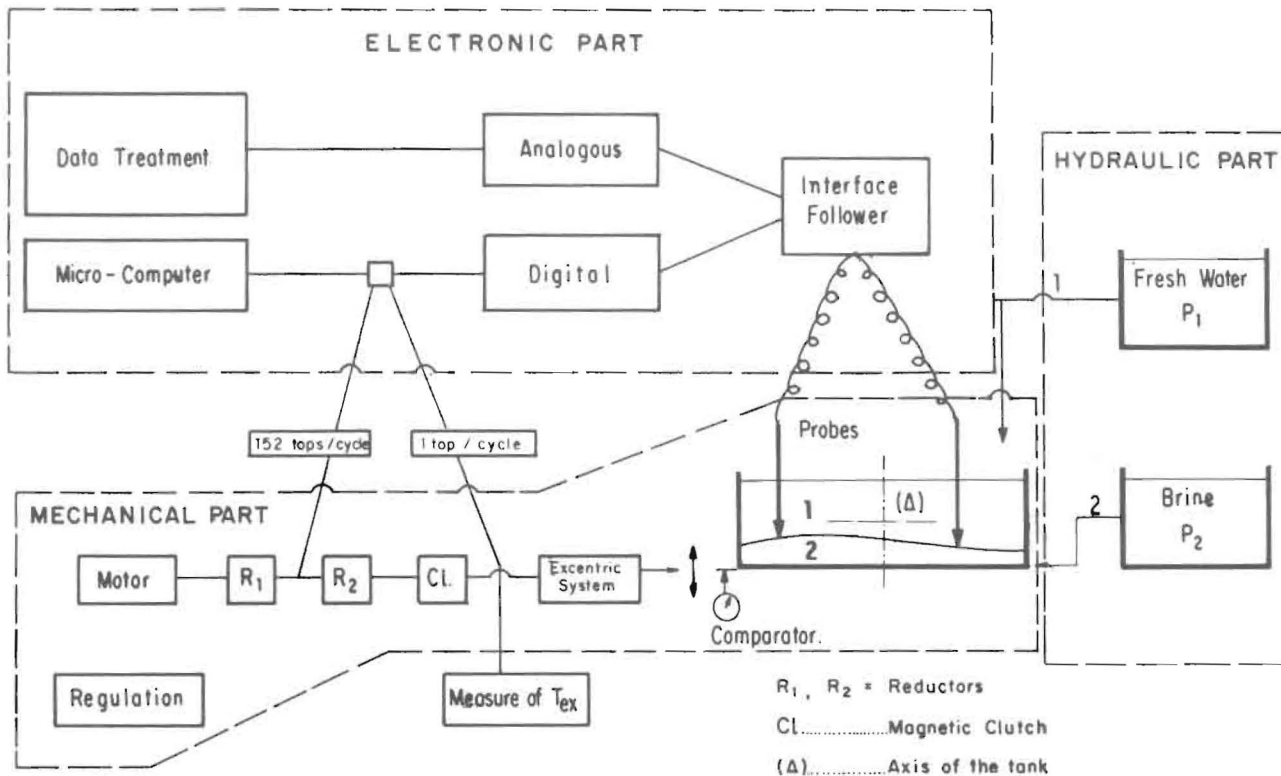 ELECTRONIC PART
Data Treatment
Analogous
Interface
Follower
Micro-Computer
Digital
HYDRAULIC PART
Fresh Water
P1
1
152 tops/cycle
1 top / cycle
Probes
MECHANICAL PART
1
(Δ)
2
2
Brine
P2
Motor
R1
R2
Cl.
Excentric
System
Comparator.
Regulation
Measure of Tex
R1, R2 = Reductors
Cl..................Magnetic Clutch
(Δ)............Axis of the tank